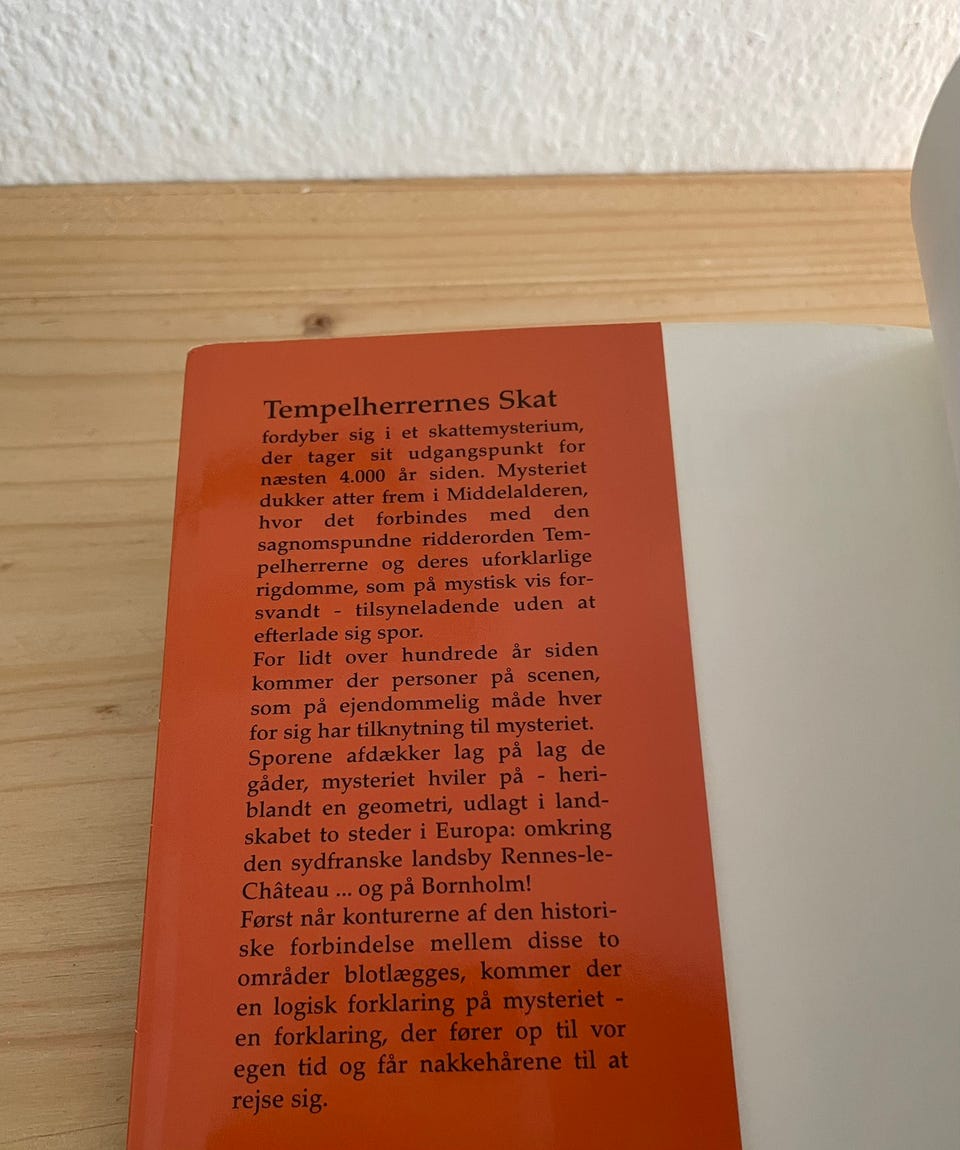 Tempelherrernes Skat
fordyber sig i et skattemysterium,
der tager sit udgangspunkt for
næsten 4.000 år siden. Mysteriet
dukker atter frem i Middelalderen,
hvor det forbindes med den
sagnomspundne ridderorden Tem-
pelherrerne og deres uforklarlige
rigdomme, som på mystisk vis for-
svandt - tilsyneladende uden at
efterlade sig spor.
For lidt over hundrede år siden
kommer der personer på scenen,
som på ejendommelig måde hver
for sig har tilknytning til mysteriet.
Sporene afdækker lag på lag de
gåder, mysteriet hviler på - heri-
blandt en geometri, udlagt i land-
skabet to steder i Europa: omkring
den sydfranske landsby Rennes-le-
Château ... og på Bornholm!
Først når konturerne af den histori-
ske forbindelse mellem disse to
områder blotlægges, kommer der
en logisk forklaring på mysteriet -
en forklaring, der fører op til vor
egen tid og får nakkehårene til at
rejse sig.